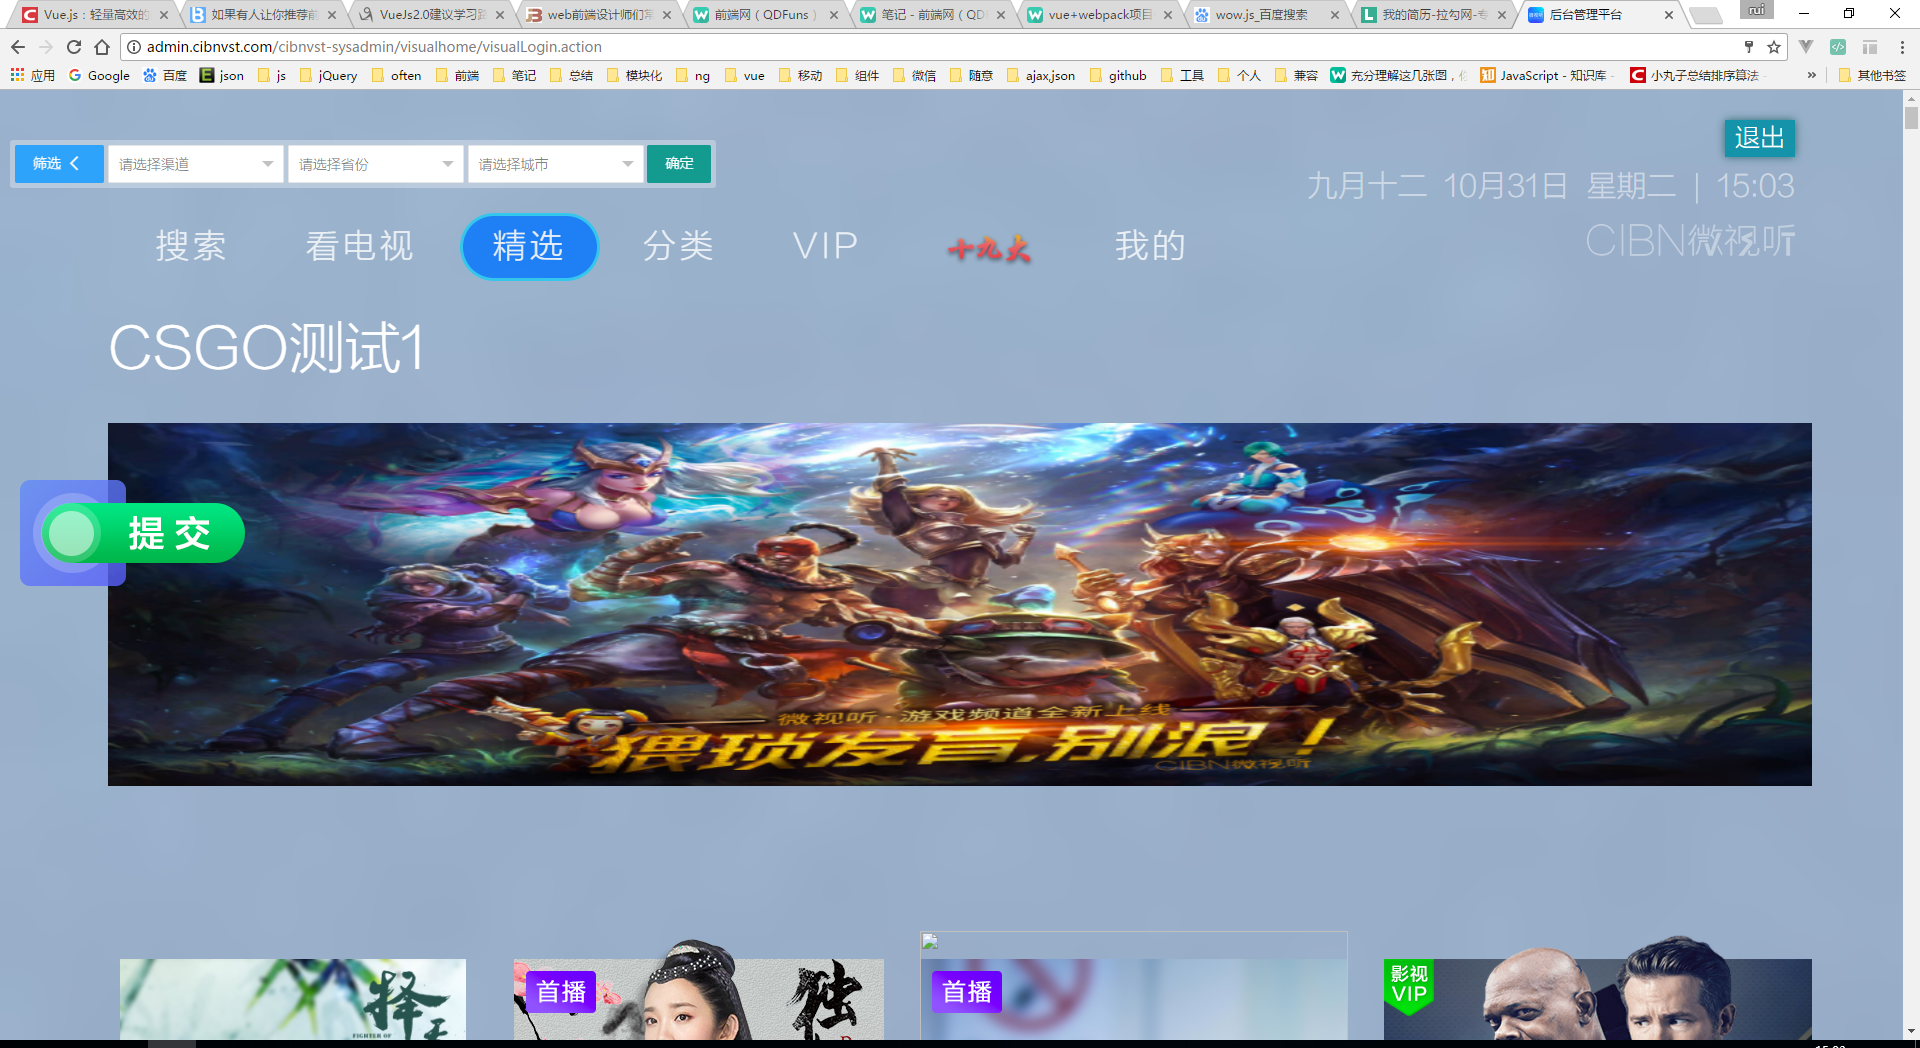 Vue.js：轻量高效的
如果有人让你推荐前
VueJs2.0建议学习路
web前端设计师们常
前端网（QDFuns）
笔记 - 前端网（QD
vue+webpack项目
wow.js_百度搜索
我的简历-拉勾网-专
后台管理平台
rui
admin.cibnvst.com/cibnvst-sysadmin/visualhome/visualLogin.action
应用 Google 百度 json js jQuery often 前端 笔记 总结 模块化 ng vue 移动 组件 微信 随意 ajax,json github 工具 个人 兼容 充分理解这几张图， JavaScript - 知识库 小丸子总结排序算法 » 其他书签
退出
筛选 请选择渠道 请选择省份 请选择城市 确定
九月十二 10月31日 星期二 | 15:03
搜索 看电视 精选 分类 VIP 十九大 我的
CIBN微视听
CSGO测试1
提 交
微视听·游戏频道全新上线
猥琐发育,别浪！
CIBN微视听
择天
FIGHTER OF
首播
独
首播
影视
VIP